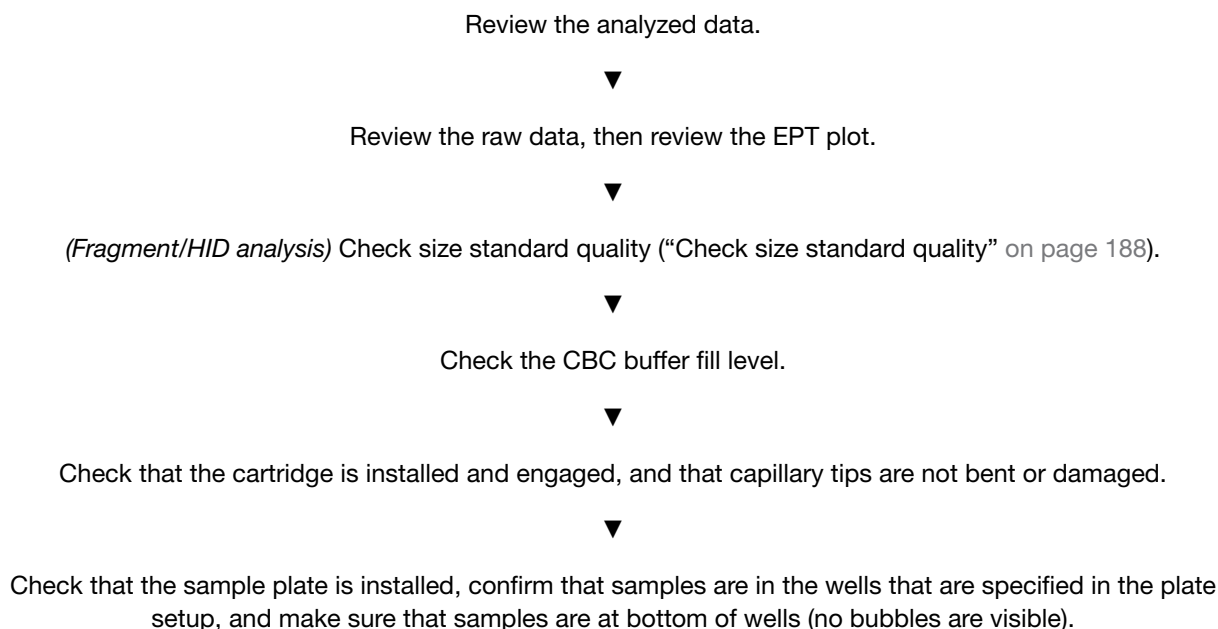 Review the analyzed data.
▼
Review the raw data, then review the EPT plot.
▼
(Fragment/HID analysis) Check size standard quality (“Check size standard quality” on page 188).
▼
Check the CBC buffer fill level.
▼
Check that the cartridge is installed and engaged, and that capillary tips are not bent or damaged.
▼
Check that the sample plate is installed, confirm that samples are in the wells that are specified in the plate
setup, and make sure that samples are at bottom of wells (no bubbles are visible).